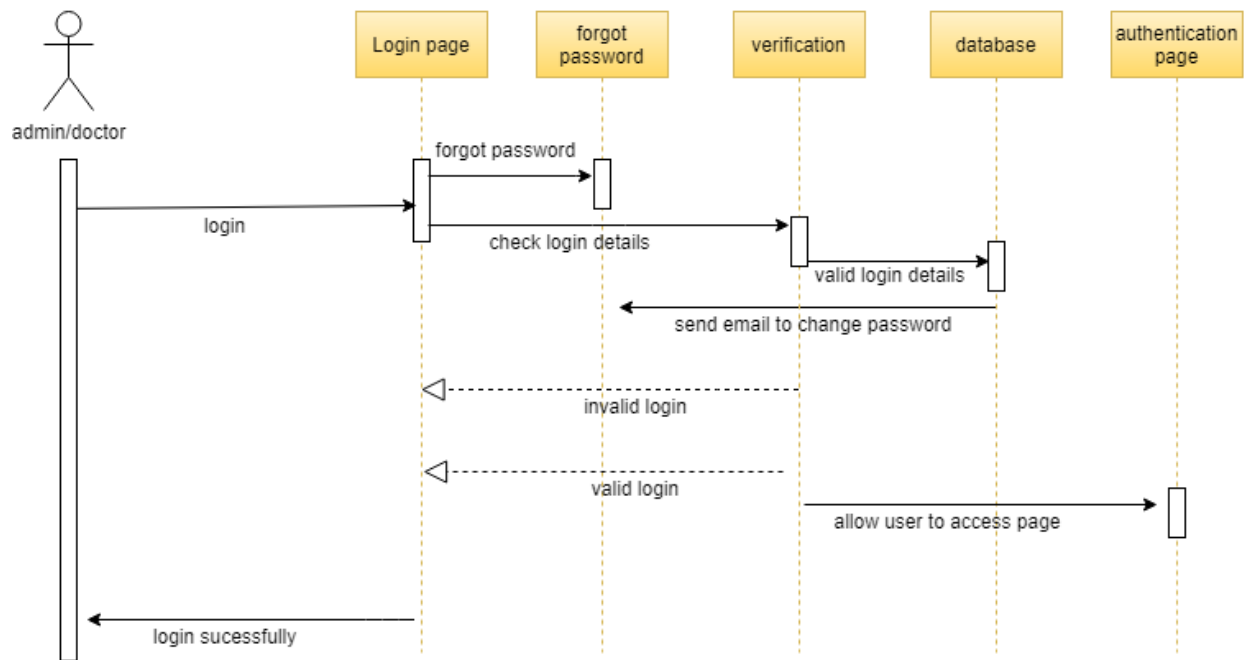 Login page
forgot
password
verification
database
authentication
page
admin/doctor
forgot password
login
check login details
valid login details
send email to change password
invalid login
valid login
allow user to access page
login sucessfully